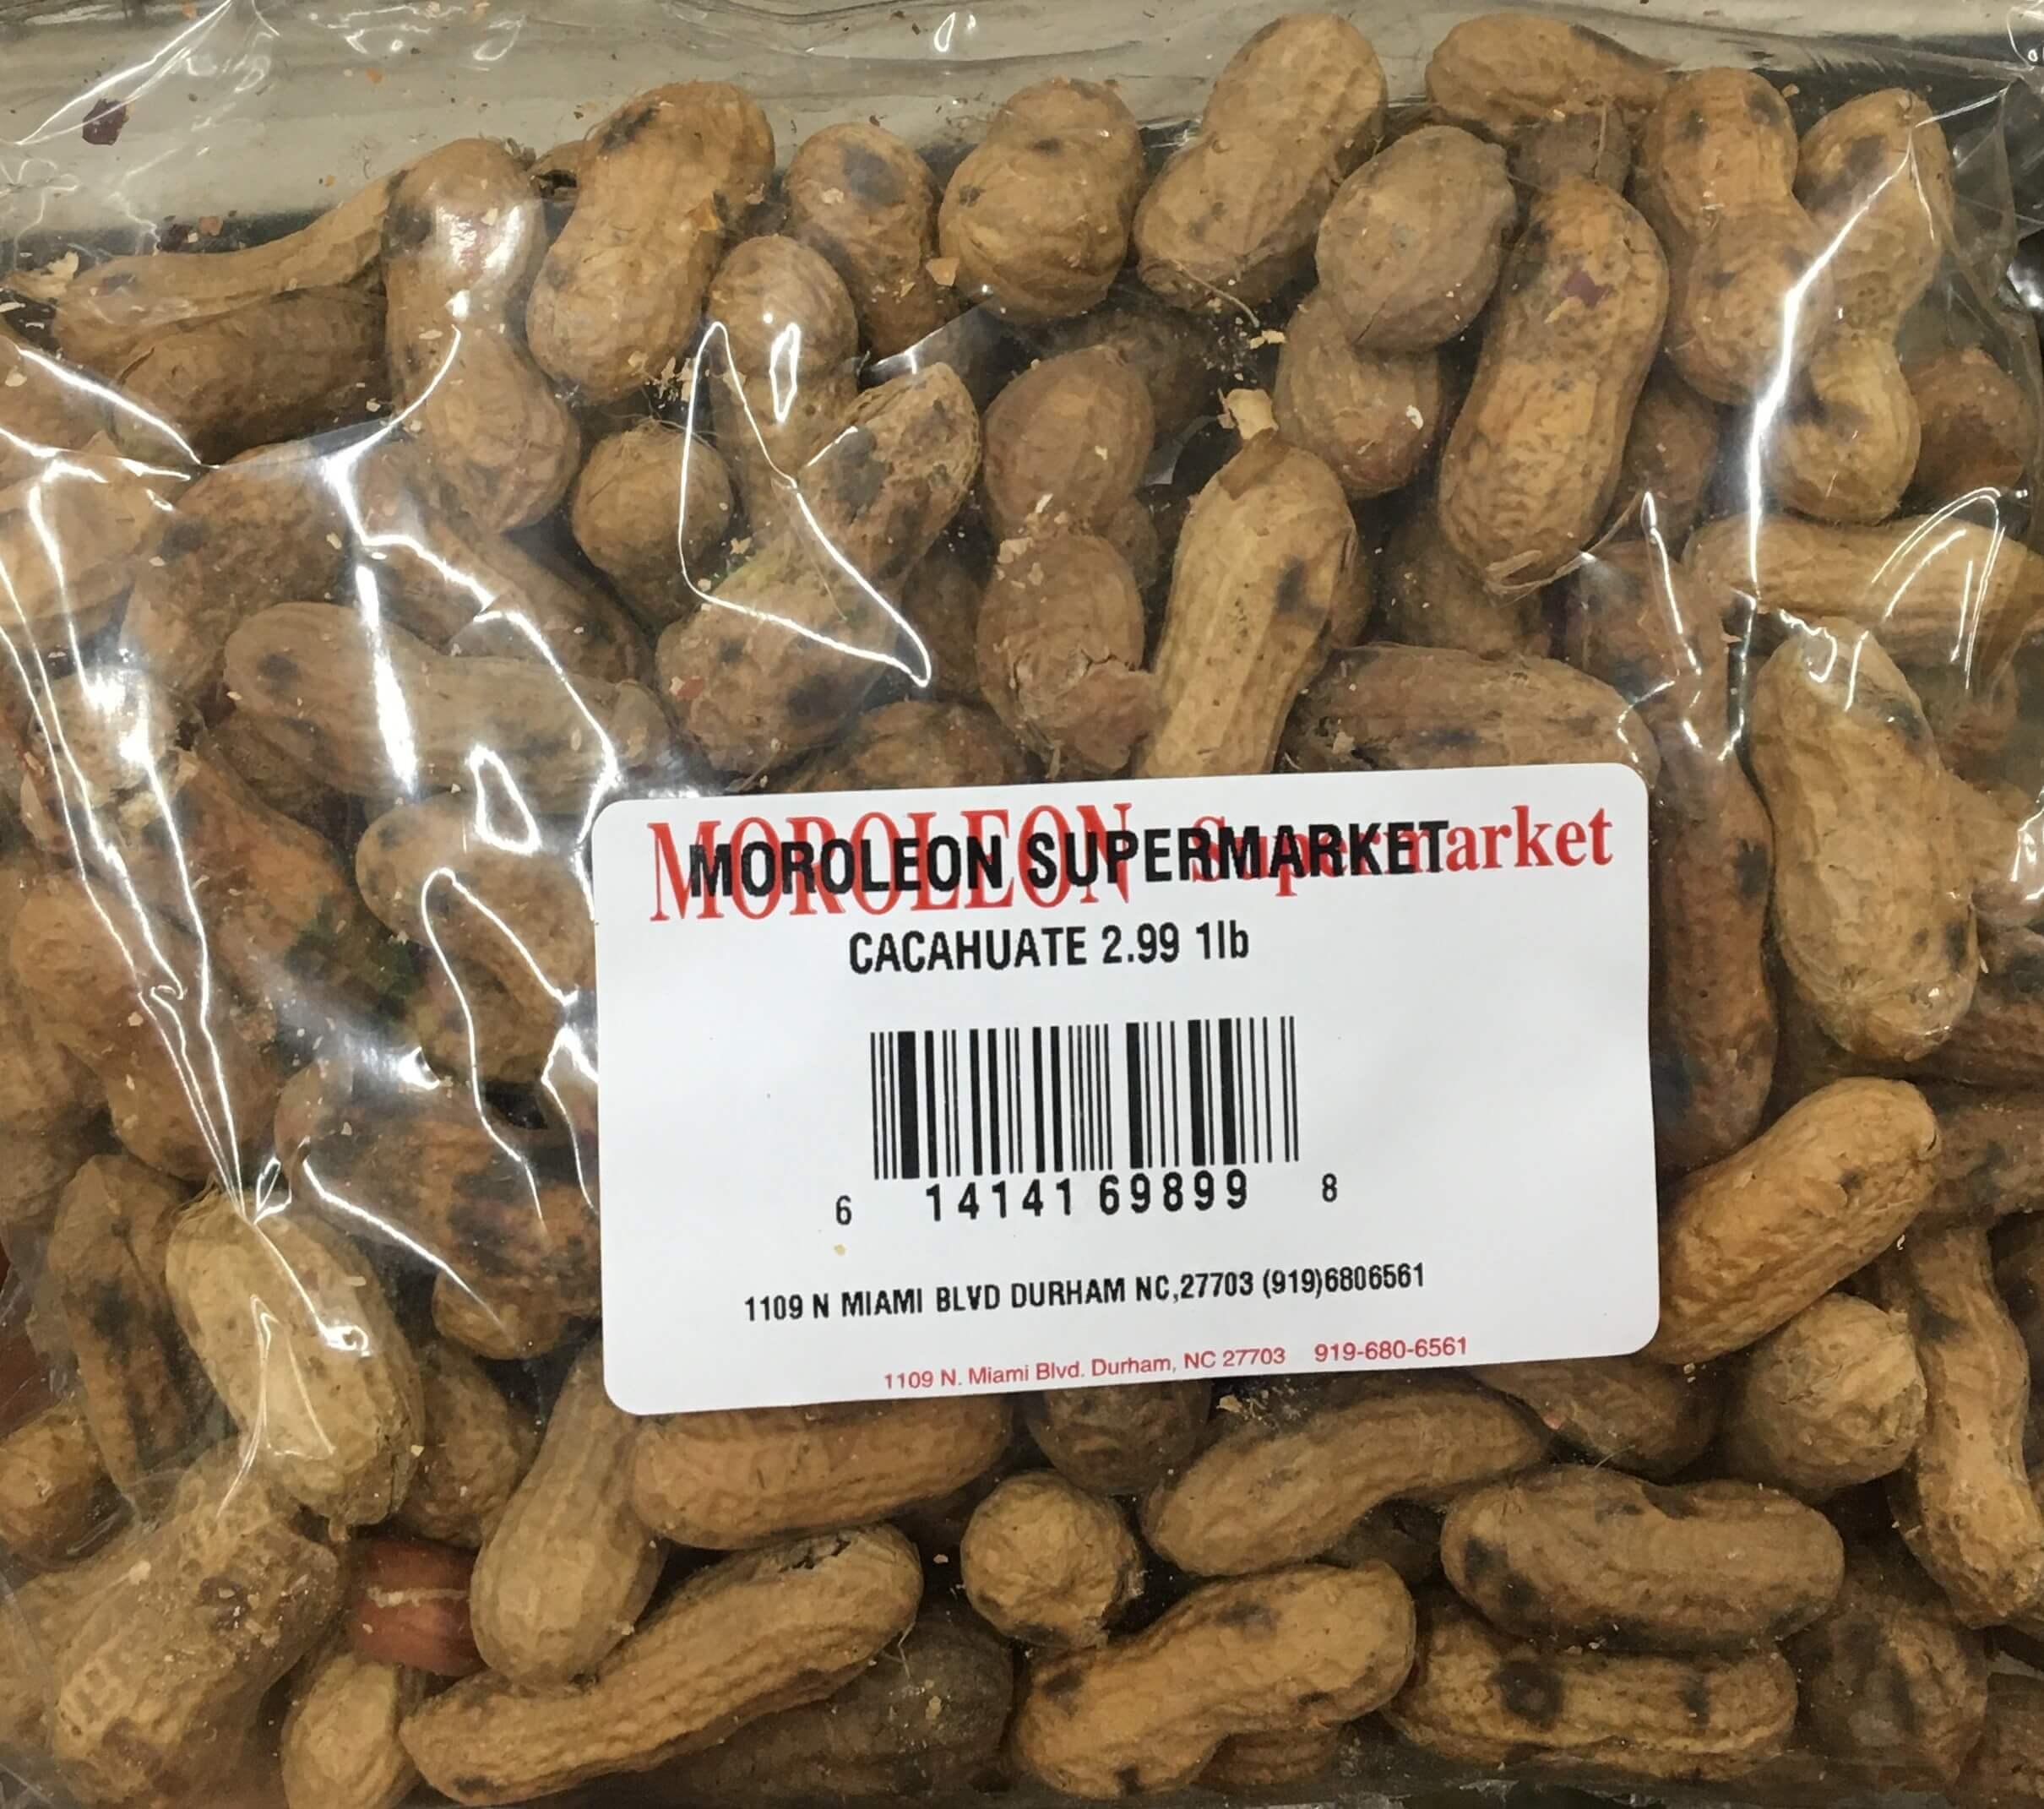 MOROLEON Supermarket
MOROLEON SUPERMARKET
CACAHUATE 2.99 1lb
6 14141 69899 8
1109 N MIAMI BLVD DURHAM NC,27703 (919)6806561
1109 N. Miami Blvd. Durham, NC 27703 919-680-6561